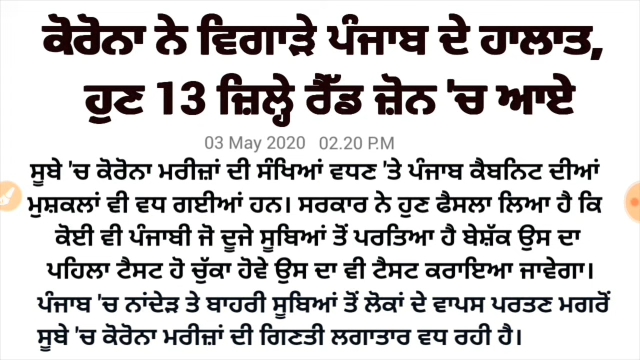 ਕੋਰੋਨਾ ਨੇ ਵਿਗਾੜੇ ਪੰਜਾਬ ਦੇ ਹਾਲਾਤ,
ਹੁਣ 13 ਜ਼ਿਲ੍ਹੇ ਰੈੱਡ ਜ਼ੋਨ 'ਚ ਆਏ
03 May 2020 02.20 P.M
ਸੂਬੇ 'ਚ ਕੋਰੋਨਾ ਮਰੀਜ਼ਾਂ ਦੀ ਸੰਖਿਆਂ ਵਧਣ 'ਤੇ ਪੰਜਾਬ ਕੈਬਨਿਟ ਦੀਆਂ
ਮੁਸ਼ਕਲਾਂ ਵੀ ਵਧ ਗਈਆਂ ਹਨ। ਸਰਕਾਰ ਨੇ ਹੁਣ ਫੈਸਲਾ ਲਿਆ ਹੈ ਕਿ
ਕੋਈ ਵੀ ਪੰਜਾਬੀ ਜੋ ਦੂਜੇ ਸੂਬਿਆਂ ਤੋਂ ਪਰਤਿਆ ਹੈ ਬੇਸ਼ੱਕ ਉਸ ਦਾ
ਪਹਿਲਾ ਟੈਸਟ ਹੋ ਚੁੱਕਾ ਹੋਵੇ ਉਸ ਦਾ ਵੀ ਟੈਸਟ ਕਰਾਇਆ ਜਾਵੇਗਾ।
ਪੰਜਾਬ 'ਚ ਨਾਂਦੇੜ ਤੇ ਬਾਹਰੀ ਸੂਬਿਆਂ ਤੋਂ ਲੋਕਾਂ ਦੇ ਵਾਪਸ ਪਰਤਣ ਮਗਰੋਂ
ਸੂਬੇ 'ਚ ਕੋਰੋਨਾ ਮਰੀਜ਼ਾਂ ਦੀ ਗਿਣਤੀ ਲਗਾਤਾਰ ਵਧ ਰਹੀ ਹੈ।